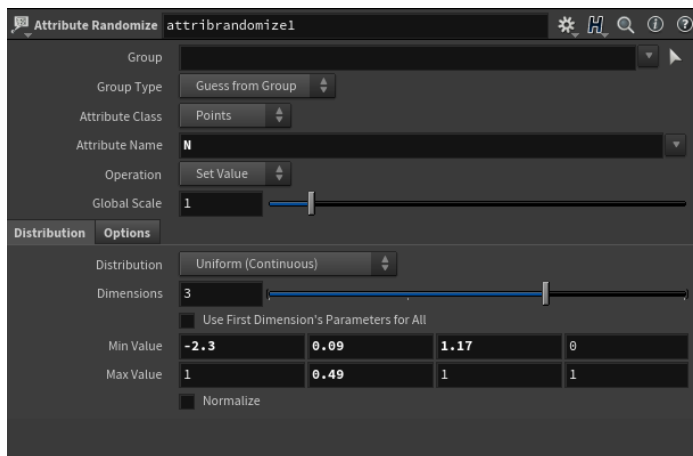 Attribute Randomize attribrandomize1
Group
Group Type Guess from Group
Attribute Class Points
Attribute Name N
Operation Set Value
Global Scale 1
Distribution Options
Distribution Uniform (Continuous)
Dimensions 3
Use First Dimension's Parameters for All
Min Value -2.3 0.09 1.17 0
Max Value 1 0.49 1 1
Normalize